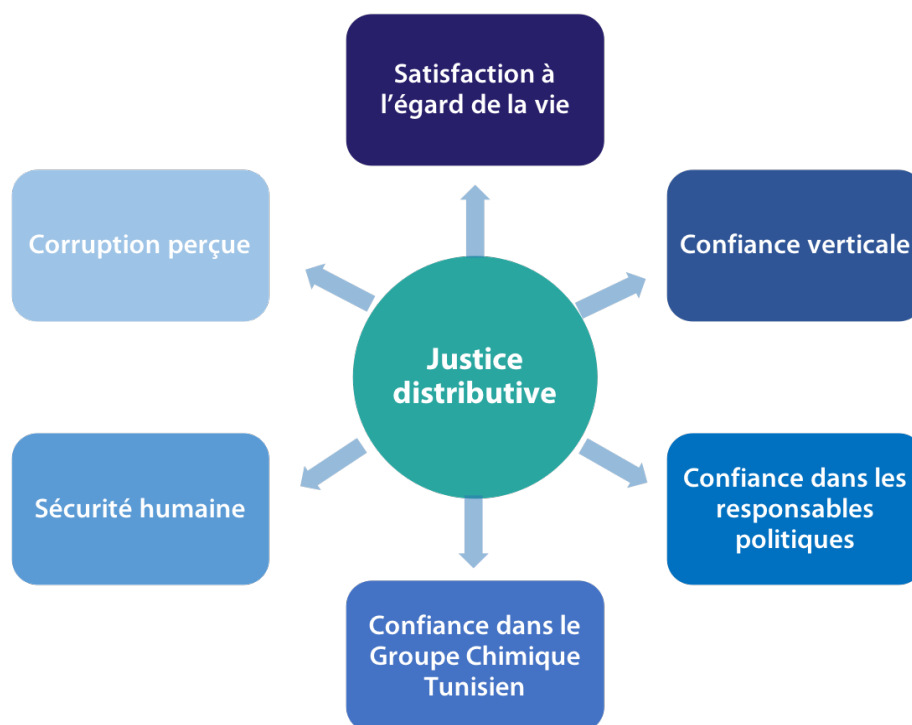 Satisfaction à
l’égard de la vie
Corruption perçue
Confiance verticale
Justice
distributive
Sécurité humaine
Confiance dans les
responsables
politiques
Confiance dans le
Groupe Chimique
Tunisien